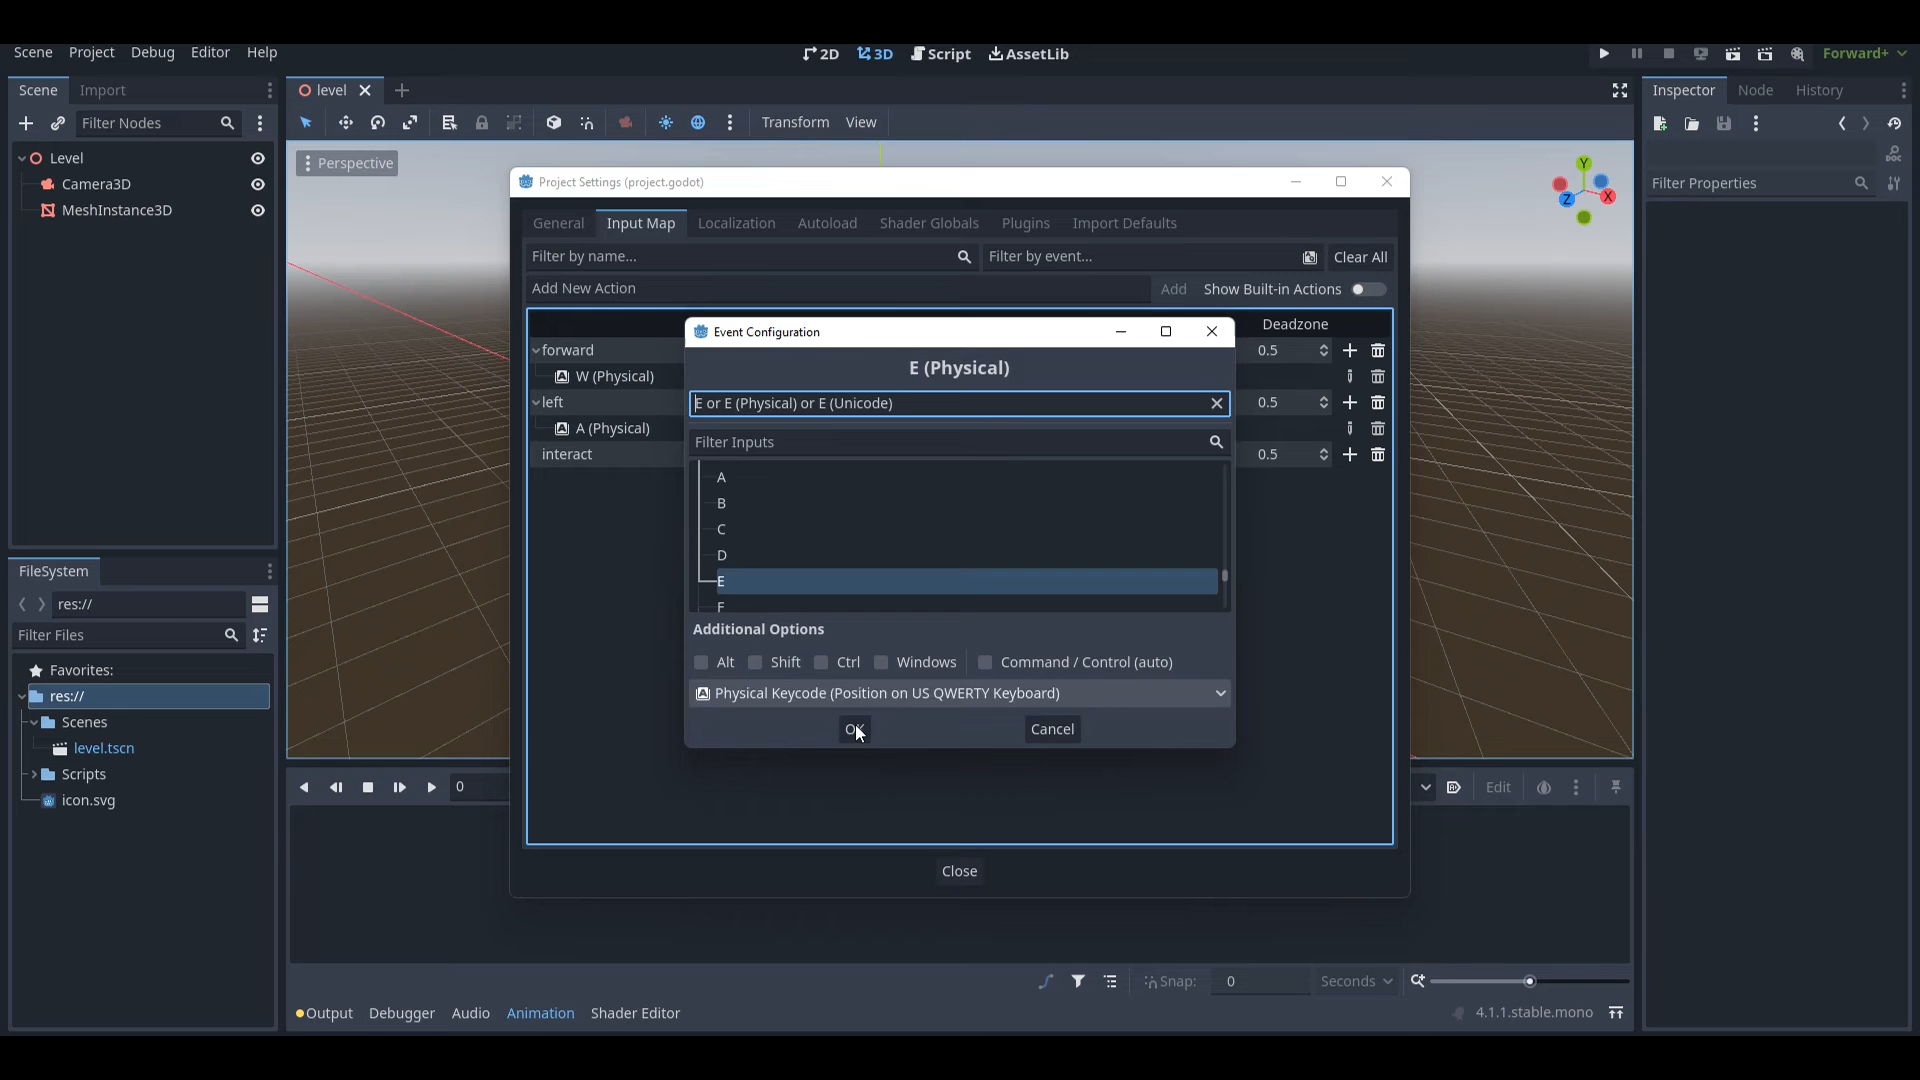 Scene Project Debug Editor Help
2D 3D Script AssetLib
Forward+
Scene Import
level
Inspector Node History
Filter Nodes
Transform View
Level
Camera3D
MeshInstance3D
Perspective
Y
X
Z
Filter Properties
Project Settings (project.godot)
General Input Map Localization Autoload Shader Globals Plugins Import Defaults
Filter by name...
Filter by event...
Clear All
Add New Action
Add
Show Built-in Actions
Deadzone
forward
0.5
W (Physical)
left
0.5
A (Physical)
interact
0.5
Event Configuration
E (Physical)
E or E (Physical) or E (Unicode)
Filter Inputs
A
B
C
D
E
F
Additional Options
Alt Shift Ctrl Windows Command / Control (auto)
Physical Keycode (Position on US QWERTY Keyboard)
OK
Cancel
Close
FileSystem
res://
Filter Files
Favorites:
res://
Scenes
level.tscn
Scripts
icon.svg
0
Edit
Snap:
0
Seconds
Output Debugger Audio Animation Shader Editor
4.1.1.stable.mono